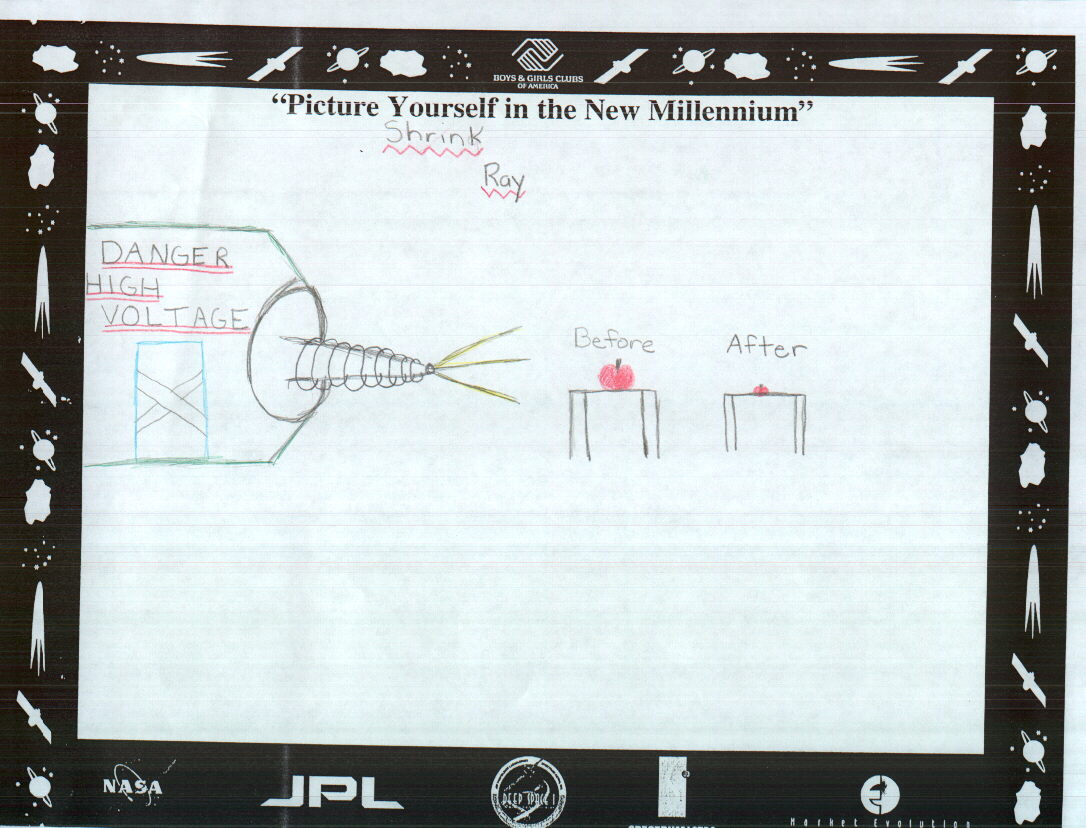 BOYS & GIRLS CLUBS
OF AMERICA
“Picture Yourself in the New Millennium”
Shrink
Ray
DANGER
HIGH
VOLTAGE
Before
After
NASA
JPL
DEEP SPACE 1
Market Evolution